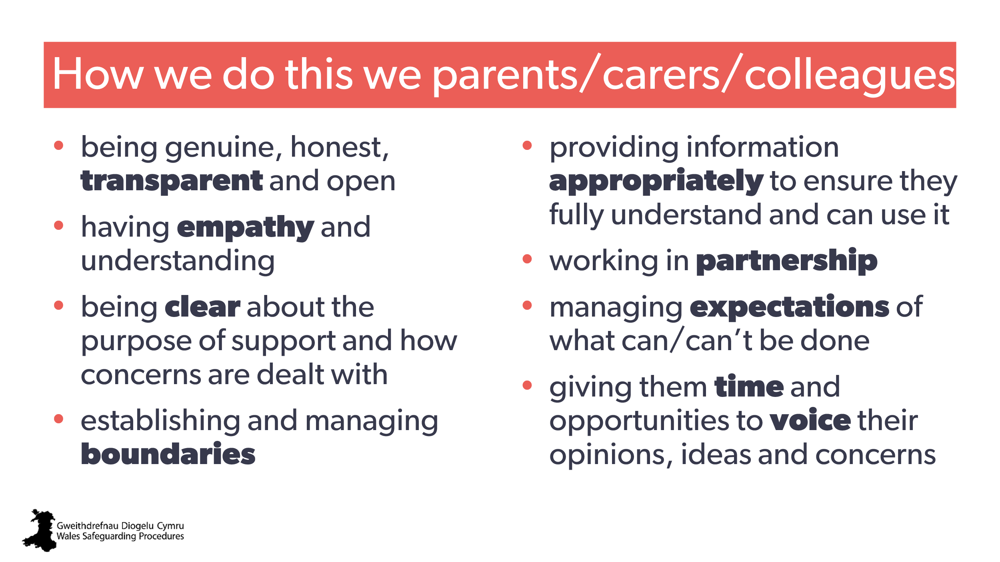 How we do this we parents/carers/colleagues
• being genuine, honest,
transparent and open
• having empathy and
understanding
• being clear about the
purpose of support and how
concerns are dealt with
• establishing and managing
boundaries
• providing information
appropriately to ensure they
fully understand and can use it
• working in partnership
• managing expectations of
what can/can't be done
• giving them time and
opportunities to voice their
opinions, ideas and concerns
Gweithdrefnau Diogelu Cymru
Wales Safeguarding Procedures